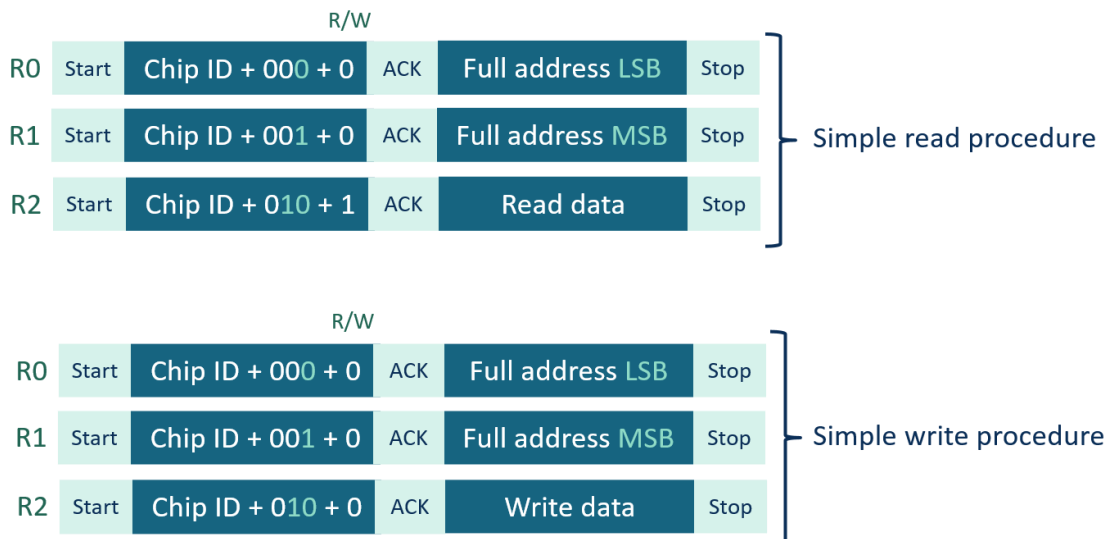 R/W
R0 Start Chip ID + 000 + 0 ACK Full address LSB Stop
R1 Start Chip ID + 001 + 0 ACK Full address MSB Stop
R2 Start Chip ID + 010 + 1 ACK Read data Stop
Simple read procedure
R/W
R0 Start Chip ID + 000 + 0 ACK Full address LSB Stop
R1 Start Chip ID + 001 + 0 ACK Full address MSB Stop
R2 Start Chip ID + 010 + 0 ACK Write data Stop
Simple write procedure